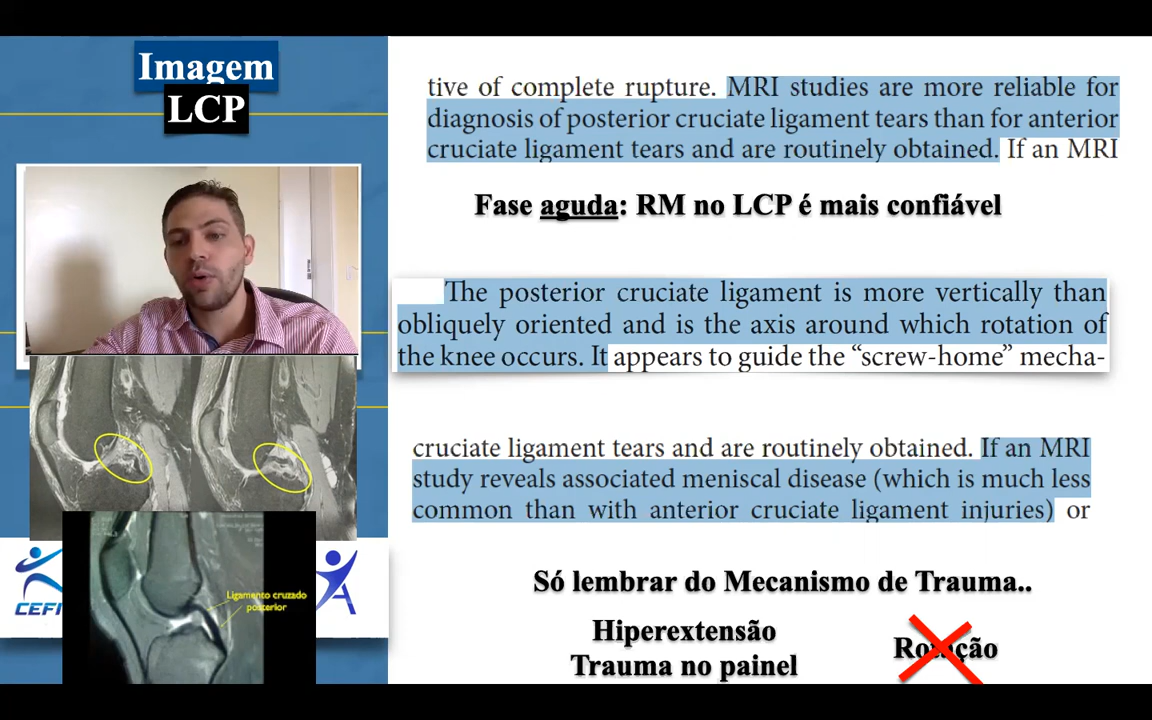 Imagem
LCP
tive of complete rupture. MRI studies are more reliable for
diagnosis of posterior cruciate ligament tears than for anterior
cruciate ligament tears and are routinely obtained. If an MRI
Fase aguda: RM no LCP é mais confiável
The posterior cruciate ligament is more vertically than
obliquely oriented and is the axis around which rotation of
the knee occurs. It appears to guide the “screw-home” mecha-
cruciate ligament tears and are routinely obtained. If an MRI
study reveals associated meniscal disease (which is much less
common than with anterior cruciate ligament injuries) or
Só lembrar do Mecanismo de Trauma..
Hiperextensão
Trauma no painel
Rotação
Ligamento cruzado
posterior